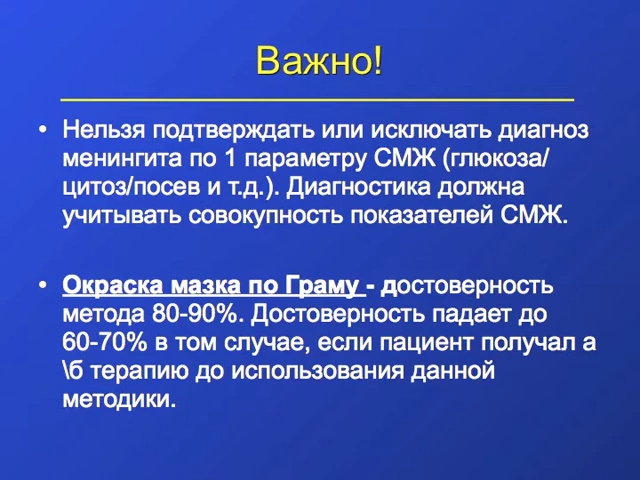 Важно!
• Нельзя подтверждать или исключать диагноз
менингита по 1 параметру СМЖ (глюкоза/
цитоз/посев и т.д.). Диагностика должна
учитывать совокупность показателей СМЖ.
• Окраска мазка по Граму - достоверность
метода 80-90%. Достоверность падает до
60-70% в том случае, если пациент получал а
\б терапию до использования данной
методики.